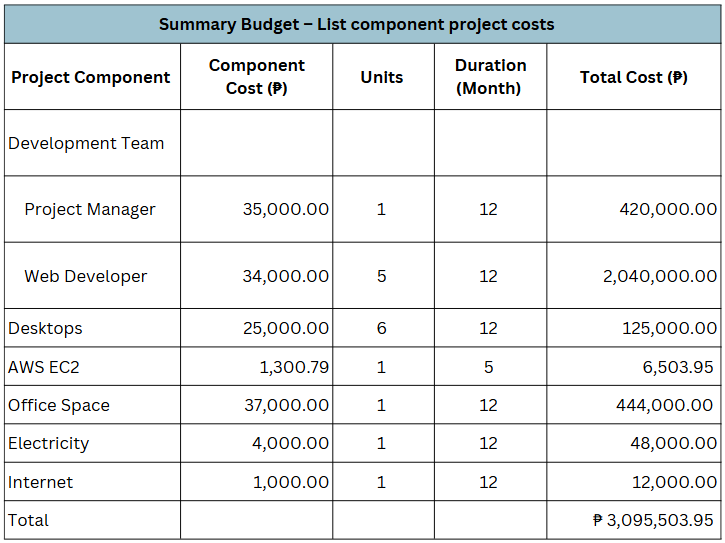 Summary Budget – List component project costs
Project Component Component Cost (₱) Units Duration (Month) Total Cost (₱)
Development Team
Project Manager 35,000.00 1 12 420,000.00
Web Developer 34,000.00 5 12 2,040,000.00
Desktops 25,000.00 6 12 125,000.00
AWS EC2 1,300.79 1 5 6,503.95
Office Space 37,000.00 1 12 444,000.00
Electricity 4,000.00 1 12 48,000.00
Internet 1,000.00 1 12 12,000.00
Total ₱ 3,095,503.95